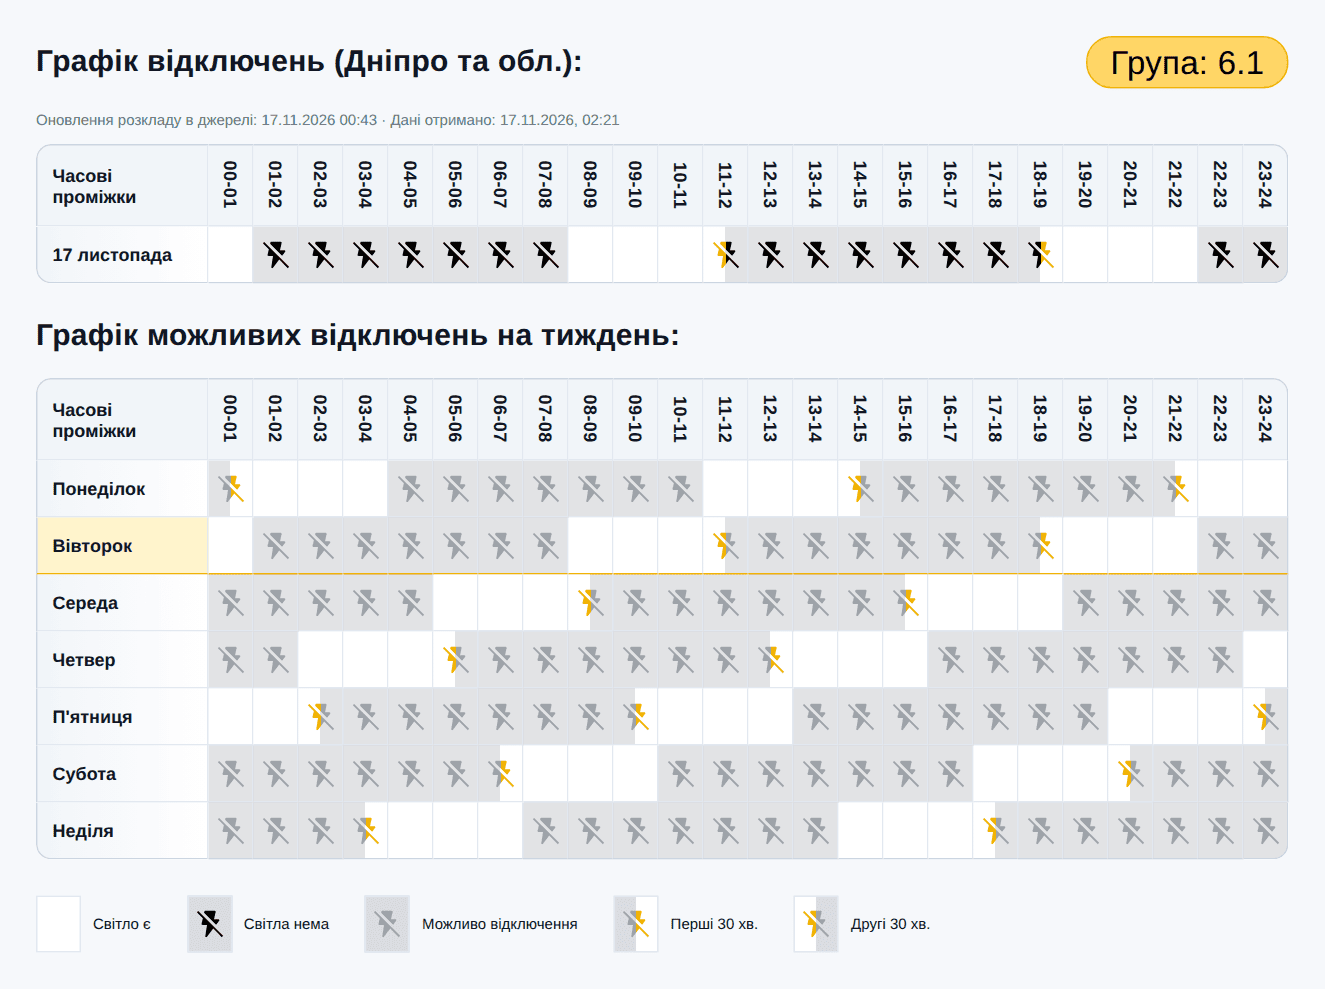 Графік відключень (Дніпро та обл.):
Група: 6.1
Оновлення розкладу в джерелі: 17.11.2026 00:43 · Дані отримано: 17.11.2026, 02:21
Часові проміжки 00-01 01-02 02-03 03-04 04-05 05-06 06-07 07-08 08-09 09-10 10-11 11-12 12-13 13-14 14-15 15-16 16-17 17-18 18-19 19-20 20-21 21-22 22-23 23-24
17 листопада
Графік можливих відключень на тиждень:
Часові проміжки 00-01 01-02 02-03 03-04 04-05 05-06 06-07 07-08 08-09 09-10 10-11 11-12 12-13 13-14 14-15 15-16 16-17 17-18 18-19 19-20 20-21 21-22 22-23 23-24
Понеділок
Вівторок
Середа
Четвер
П'ятниця
Субота
Неділя
Світло є
Світла нема
Можливо відключення
Перші 30 хв.
Другі 30 хв.